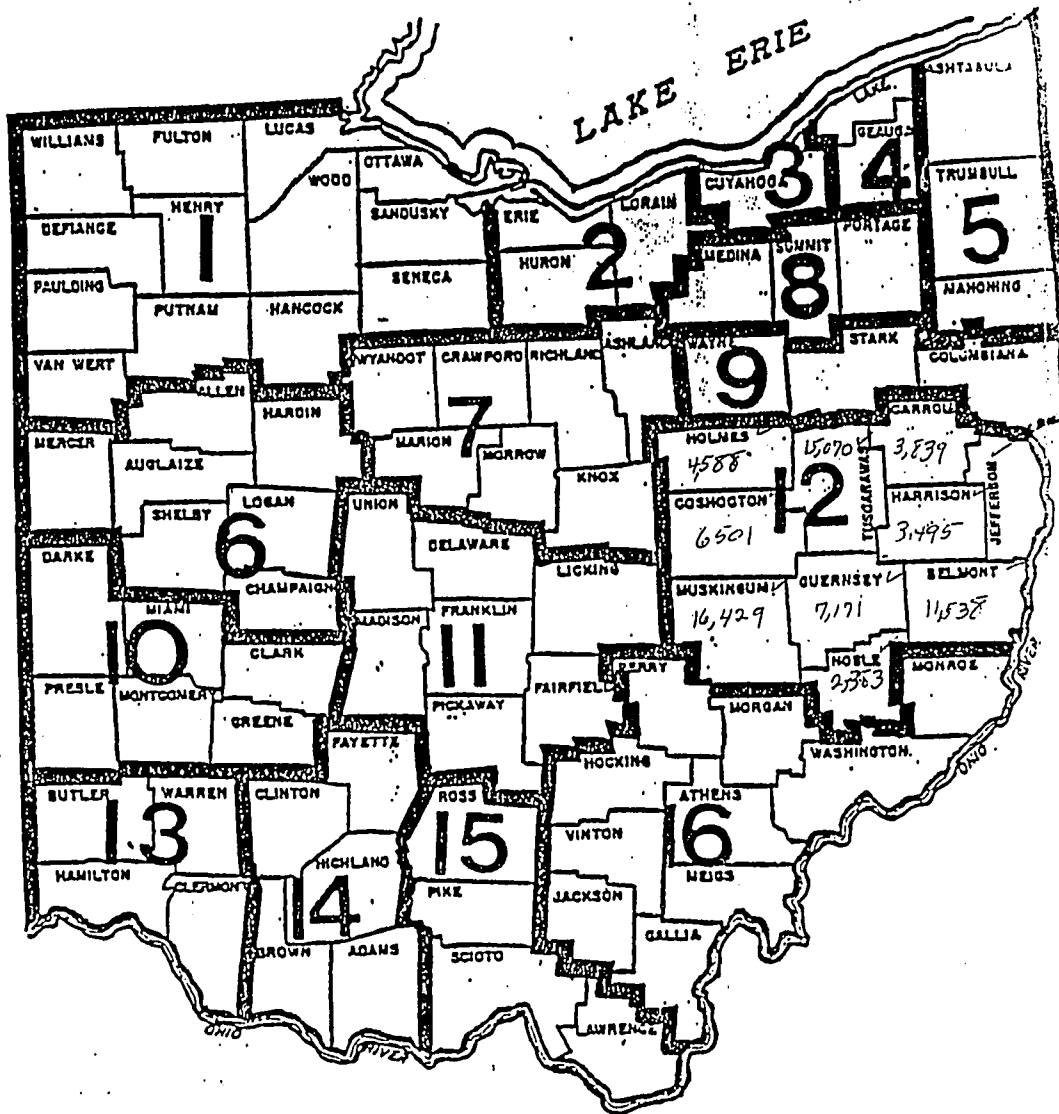 LAKE ERIE
ASHTABULA
LAKE
GEAUGA
WILLIAMS
FULTON
LUCAS
OTTAWA
WOOD
CUYAHOGA
3
4
TRUMBULL
HENRY
SANDUSKY
ERIE
LORAIN
DEFIANCE
1
HURON
2
MEDINA
SUMMIT
PORTAGE
5
SENECA
8
PAULDING
MAHONING
PUTNAM
HANCOCK
VAN WERT
WYANDOT
CRAWFORD
RICHLAND
ASHLAND
WAYNE
STARK
COLUMBIANA
ALLEN
9
HARDIN
7
CARROLL
MERCER
MARION
MORROW
HOLMES
4588
15,070
3,839
AUGLAIZE
KNOX
LOGAN
UNION
COSHOCTON
12
TUSCARAWAS
HARRISON
JEFFERSON
SHELBY
6
DELAWARE
6501
3,495
DARKE
LICKING
CHAMPAIGN
MUSKINGUM
GUERNSEY
BELMONT
MIAMI
MADISON
FRANKLIN
16,429
7,171
11,538
10
CLARK
11
PERRY
NOBLE
2,383
MONROE
RIVER
PREBLE
MONTGOMERY
FAIRFIELD
MORGAN
GREENE
PICKAWAY
FAYETTE
WASHINGTON
HOCKING
OHIO
BUTLER
WARREN
CLINTON
ROSS
ATHENS
13
15
VINTON
6
HIGHLAND
HAMILTON
CLERMONT
14
PIKE
MEIGS
JACKSON
BROWN
ADAMS
SCIOTO
GALLIA
LAWRENCE
OHIO
RIVER